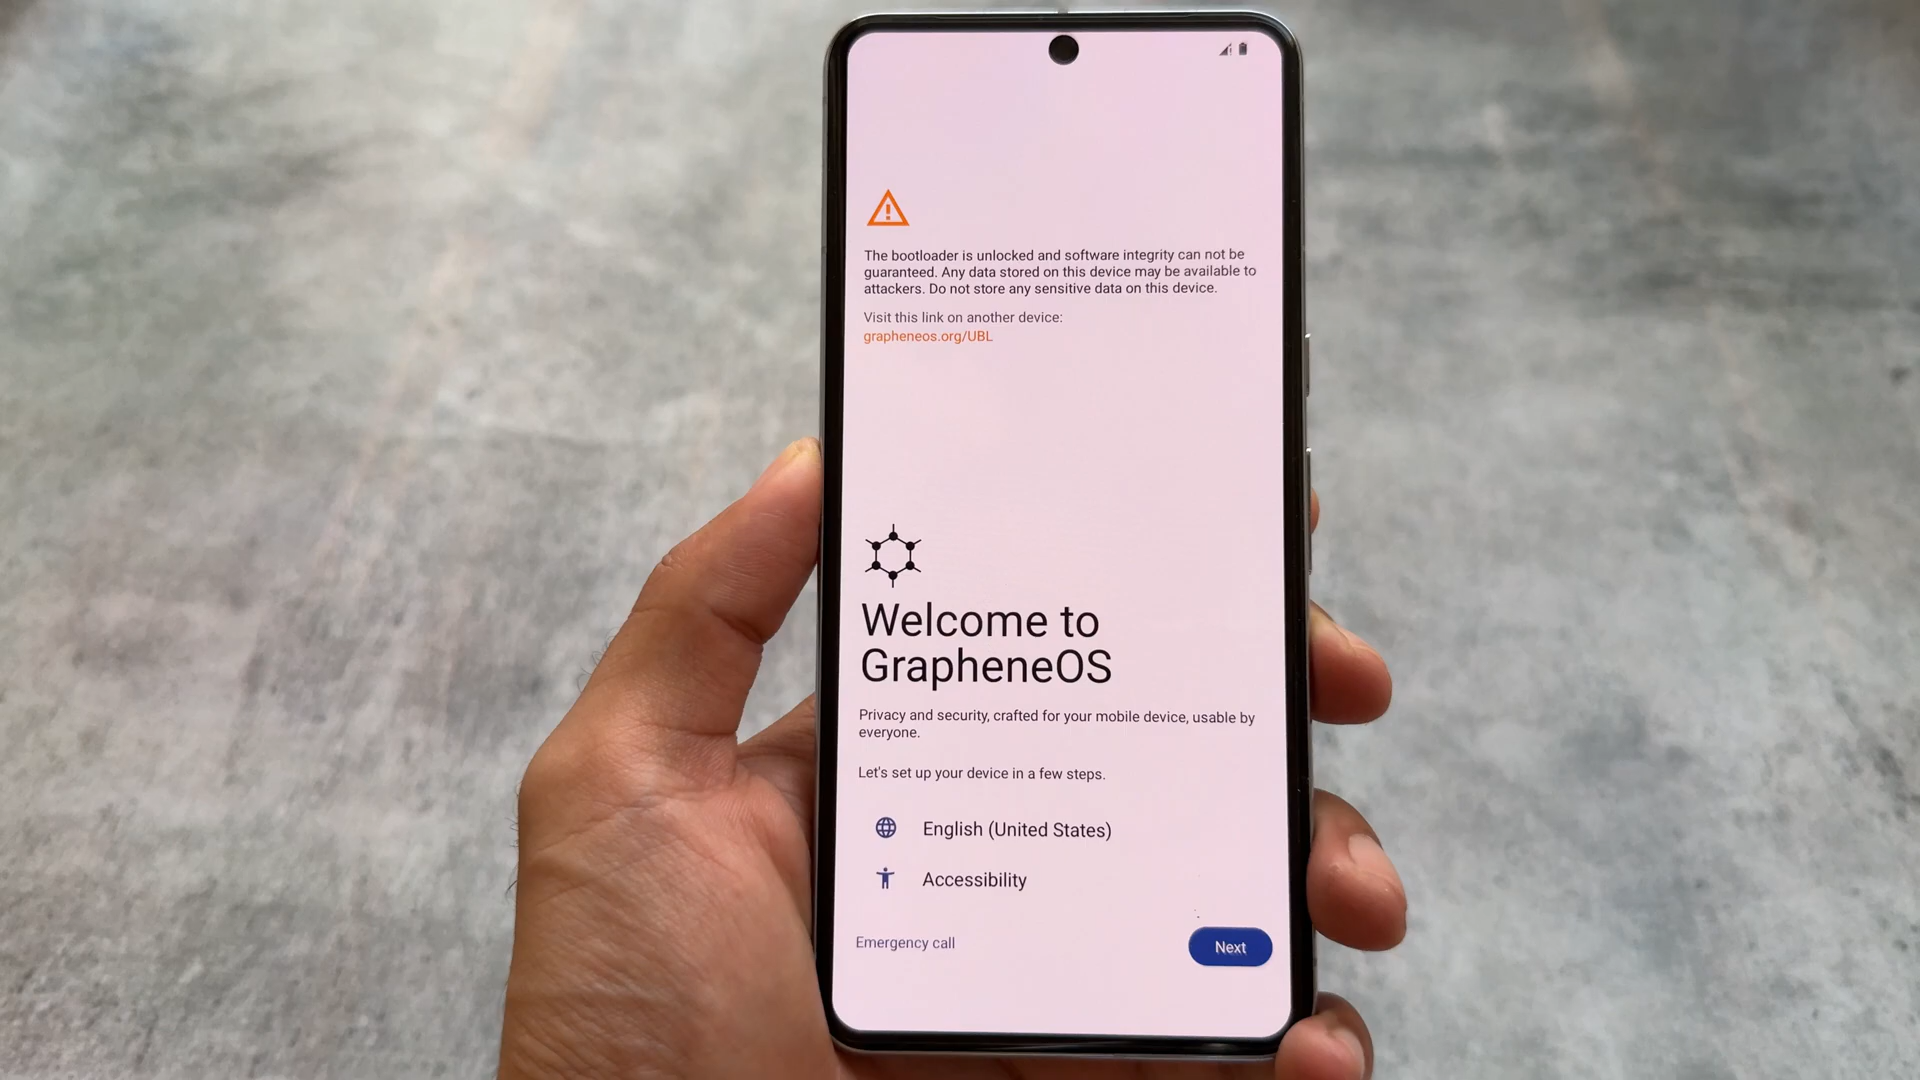 The bootloader is unlocked and software integrity can not be
guaranteed. Any data stored on this device may be available to
attackers. Do not store any sensitive data on this device.
Visit this link on another device:
grapheneos.org/UBL
Welcome to
GrapheneOS
Privacy and security, crafted for your mobile device, usable by
everyone.
Let's set up your device in a few steps.
English (United States)
Accessibility
Emergency call
Next